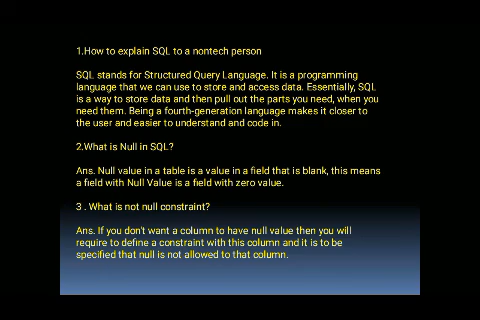 1.How to explain SQL to a nontech person
SQL stands for Structured Query Language. It is a programming
language that we can use to store and access data. Essentially, SQL
is a way to store data and then pull out the parts you need, when you
need them. Being a fourth-generation language makes it closer to
the user and easier to understand and code in.
2.What is Null in SQL?
Ans. Null value in a table is a value in a field that is blank, this means
a field with Null Value is a field with zero value.
3 . What is not null constraint?
Ans. If you don't want a column to have null value then you will
require to define a constraint with this column and it is to be
specified that null is not allowed to that column.